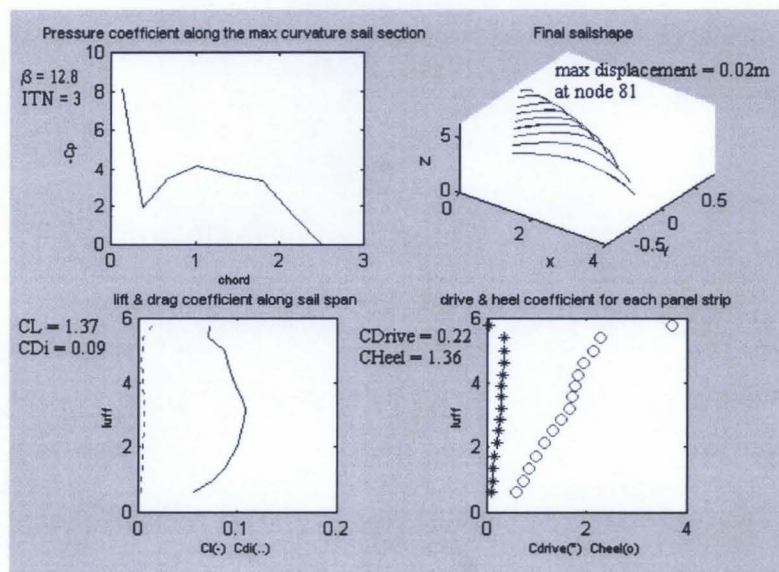 Pressure coefficient along the max curvature sail section
β = 12.8
ITN = 3
10
8
6
4
2
0
-Cp
0
1
2
3
chord
Final sailshape
max displacement = 0.02m
at node 81
5
0
Z
0
2
4
X
-0.5
0
0.5
Y
lift & drag coefficient along sail span
CL = 1.37
CDi = 0.09
6
4
2
0
luff
0
0.1
0.2
Cl(-) Cdi(..)
drive & heel coefficient for each panel strip
CDrive = 0.22
CHeel = 1.36
6
4
2
0
luff
0
2
4
Cdrive(*) Cheel(o)